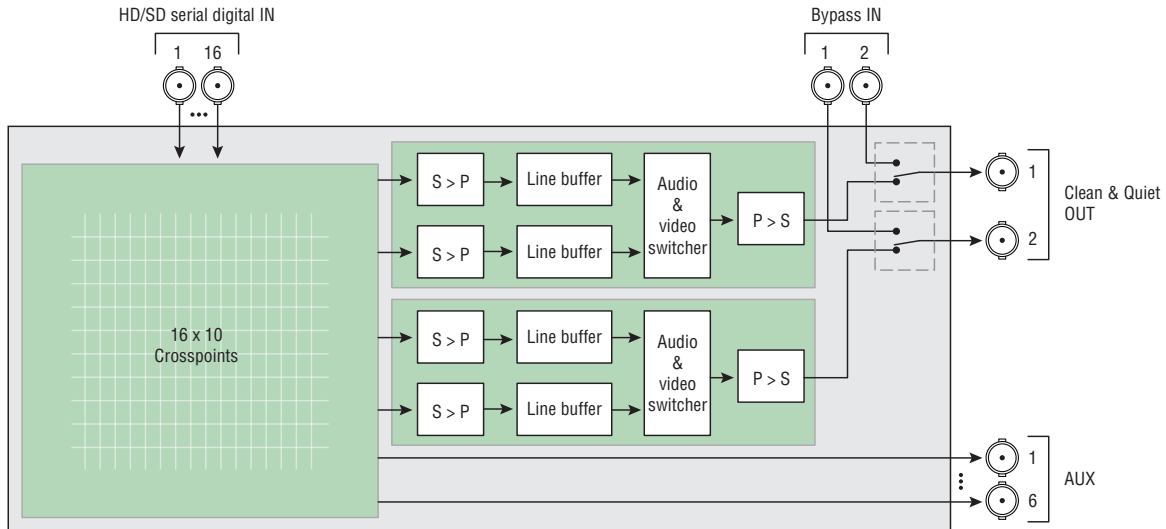 HD/SD serial digital IN
1 16
•••
Bypass IN
1 2
S > P
Line buffer
S > P
Line buffer
Audio
&
video
switcher
P > S
1
2
Clean & Quiet
OUT
16 x 10
Crosspoints
S > P
Line buffer
S > P
Line buffer
Audio
&
video
switcher
P > S
1
6
AUX